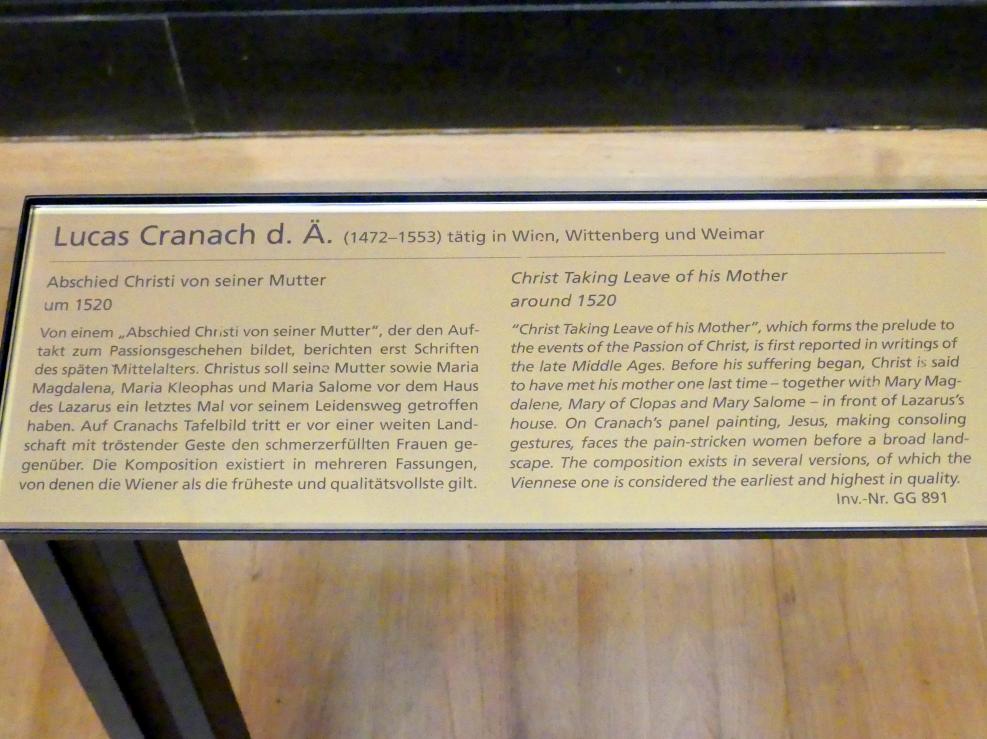 Lucas Cranach d. Ä. (1472–1553) tätig in Wien, Wittenberg und Weimar
Abschied Christi von seiner Mutter
um 1520
Von einem „Abschied Christi von seiner Mutter“, der den Auf-
takt zum Passionsgeschehen bildet, berichten erst Schriften
des späten Mittelalters. Christus soll seine Mutter sowie Maria
Magdalena, Maria Kleophas und Maria Salome vor dem Haus
des Lazarus ein letztes Mal vor seinem Leidensweg getroffen
haben. Auf Cranachs Tafelbild tritt er vor einer weiten Land-
schaft mit tröstender Geste den schmerzerfüllten Frauen ge-
genüber. Die Komposition existiert in mehreren Fassungen,
von denen die Wiener als die früheste und qualitätsvollste gilt.
Christ Taking Leave of his Mother
around 1520
“Christ Taking Leave of his Mother”, which forms the prelude to
the events of the Passion of Christ, is first reported in writings of
the late Middle Ages. Before his suffering began, Christ is said
to have met his mother one last time – together with Mary Mag-
dalene, Mary of Clopas and Mary Salome – in front of Lazarus’s
house. On Cranach’s panel painting, Jesus, making consoling
gestures, faces the pain-stricken women before a broad land-
scape. The composition exists in several versions, of which the
Viennese one is considered the earliest and highest in quality.
Inv.-Nr. GG 891